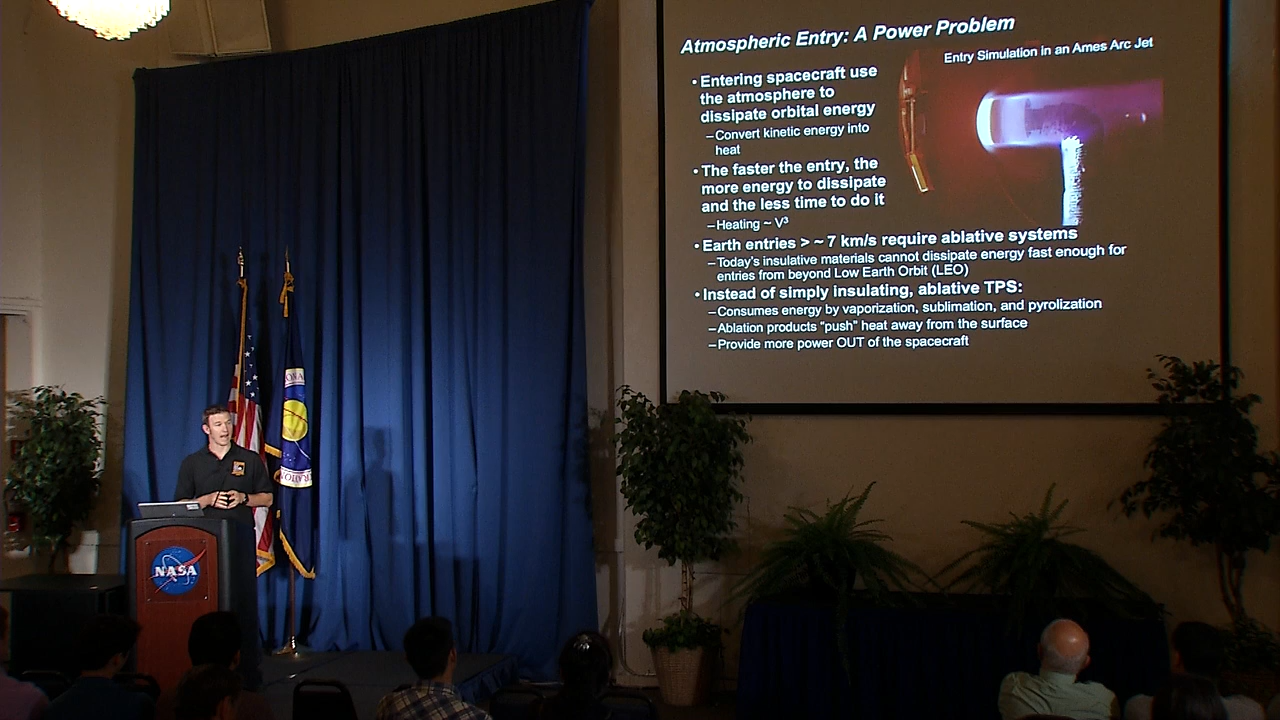 Atmospheric Entry: A Power Problem
Entry Simulation in an Ames Arc Jet
• Entering spacecraft use
the atmosphere to
dissipate orbital energy
– Convert kinetic energy into
heat
• The faster the entry, the
more energy to dissipate
and the less time to do it
– Heating ~ V³
• Earth entries > ~ 7 km/s require ablative systems
– Today's insulative materials cannot dissipate energy fast enough for
entries from beyond Low Earth Orbit (LEO)
• Instead of simply insulating, ablative TPS:
– Consumes energy by vaporization, sublimation, and pyrolization
– Ablation products "push" heat away from the surface
– Provide more power OUT of the spacecraft
NASA